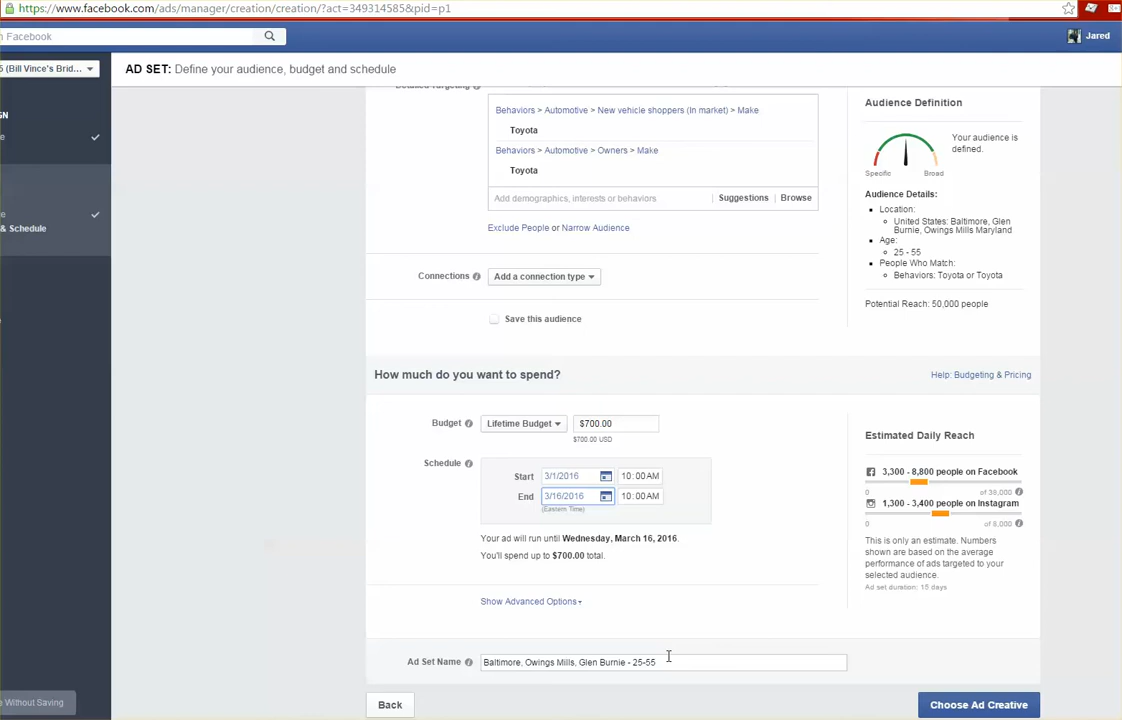 https://www.facebook.com/ads/manager/creation/creation/?act=349314585&pid=p1
n Facebook
Jared
5 (Bill Vince's Brid...
AD SET: Define your audience, budget and schedule
GN
e
e
& Schedule
Detailed Targeting
Behaviors > Automotive > New vehicle shoppers (In market) > Make
Toyota
Behaviors > Automotive > Owners > Make
Toyota
Add demographics, interests or behaviors
Suggestions
Browse
Exclude People or Narrow Audience
Connections
Add a connection type
Save this audience
Audience Definition
Your audience is
defined.
Specific
Broad
Audience Details:
Location:
United States: Baltimore, Glen
Burnie, Owings Mills Maryland
Age:
25 - 55
People Who Match:
Behaviors: Toyota or Toyota
Potential Reach: 50,000 people
How much do you want to spend?
Help: Budgeting & Pricing
Budget
Lifetime Budget
$700.00
$700.00 USD
Schedule
Start
3/1/2016
10:00AM
End
3/16/2016
10:00AM
(Eastern Time)
Your ad will run until Wednesday, March 16, 2016.
You'll spend up to $700.00 total.
Show Advanced Options
Estimated Daily Reach
3,300 - 8,800 people on Facebook
0
of 39,000
1,300 - 3,400 people on Instagram
0
of 8,000
This is only an estimate. Numbers
shown are based on the average
performance of ads targeted to your
selected audience.
Ad set duration: 15 days
Ad Set Name
Baltimore, Owings Mills, Glen Burnie - 25-55
e Without Saving
Back
Choose Ad Creative